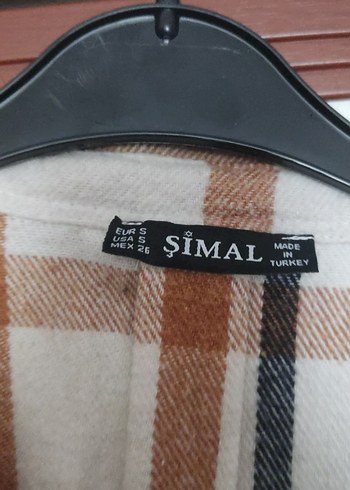 EUR S
USA S
MEX 26
ŞİMAL
MADE
IN
TURKEY